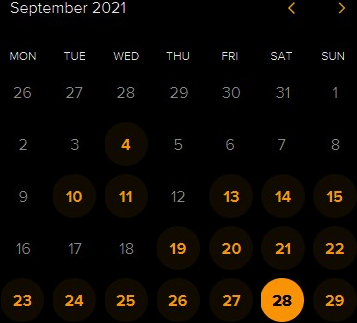 September 2021
MON TUE WED THU FRI SAT SUN
26 27 28 29 30 31 1
2 3 4 5 6 7 8
9 10 11 12 13 14 15
16 17 18 19 20 21 22
23 24 25 26 27 28 29